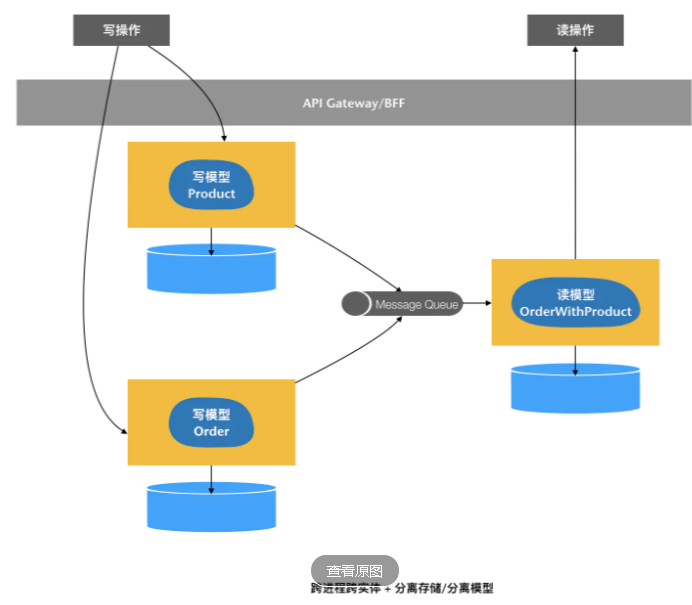 写操作
读操作
API Gateway/BFF
写模型
Product
Message Queue
读模型
OrderWithProduct
写模型
Order
查看原图
跨进程跨实体 + 分离存储/分离模型